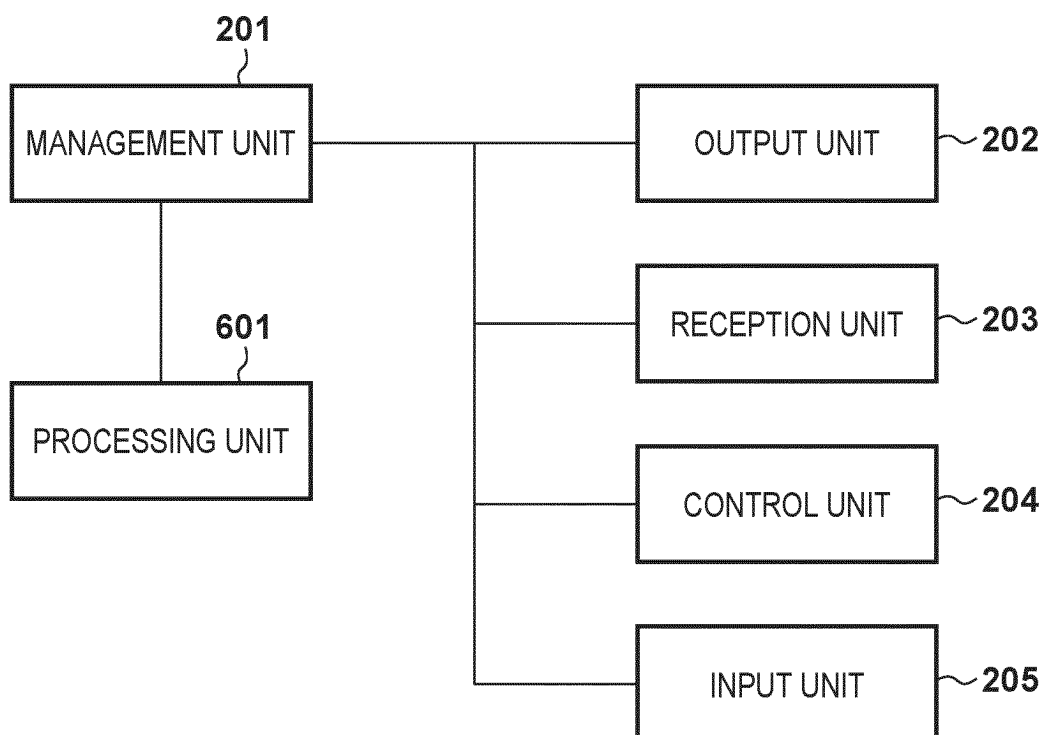 201
MANAGEMENT UNIT
OUTPUT UNIT
202
RECEPTION UNIT
203
601
PROCESSING UNIT
CONTROL UNIT
204
INPUT UNIT
205